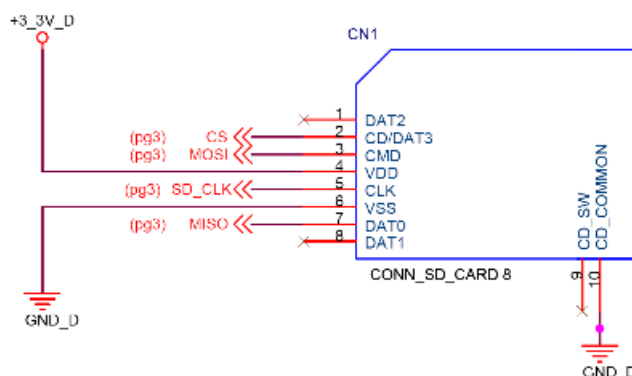 +3_3V_D
CN1
1 DAT2
(pg3) CS 2 CD/DAT3
(pg3) MOSI 3 CMD
4 VDD
(pg3) SD_CLK 5 CLK
6 VSS
(pg3) MISO 7 DAT0
8 DAT1
CD_SW
CD_COMMON
CONN_SD_CARD 8
9
10
GND_D
GND_D